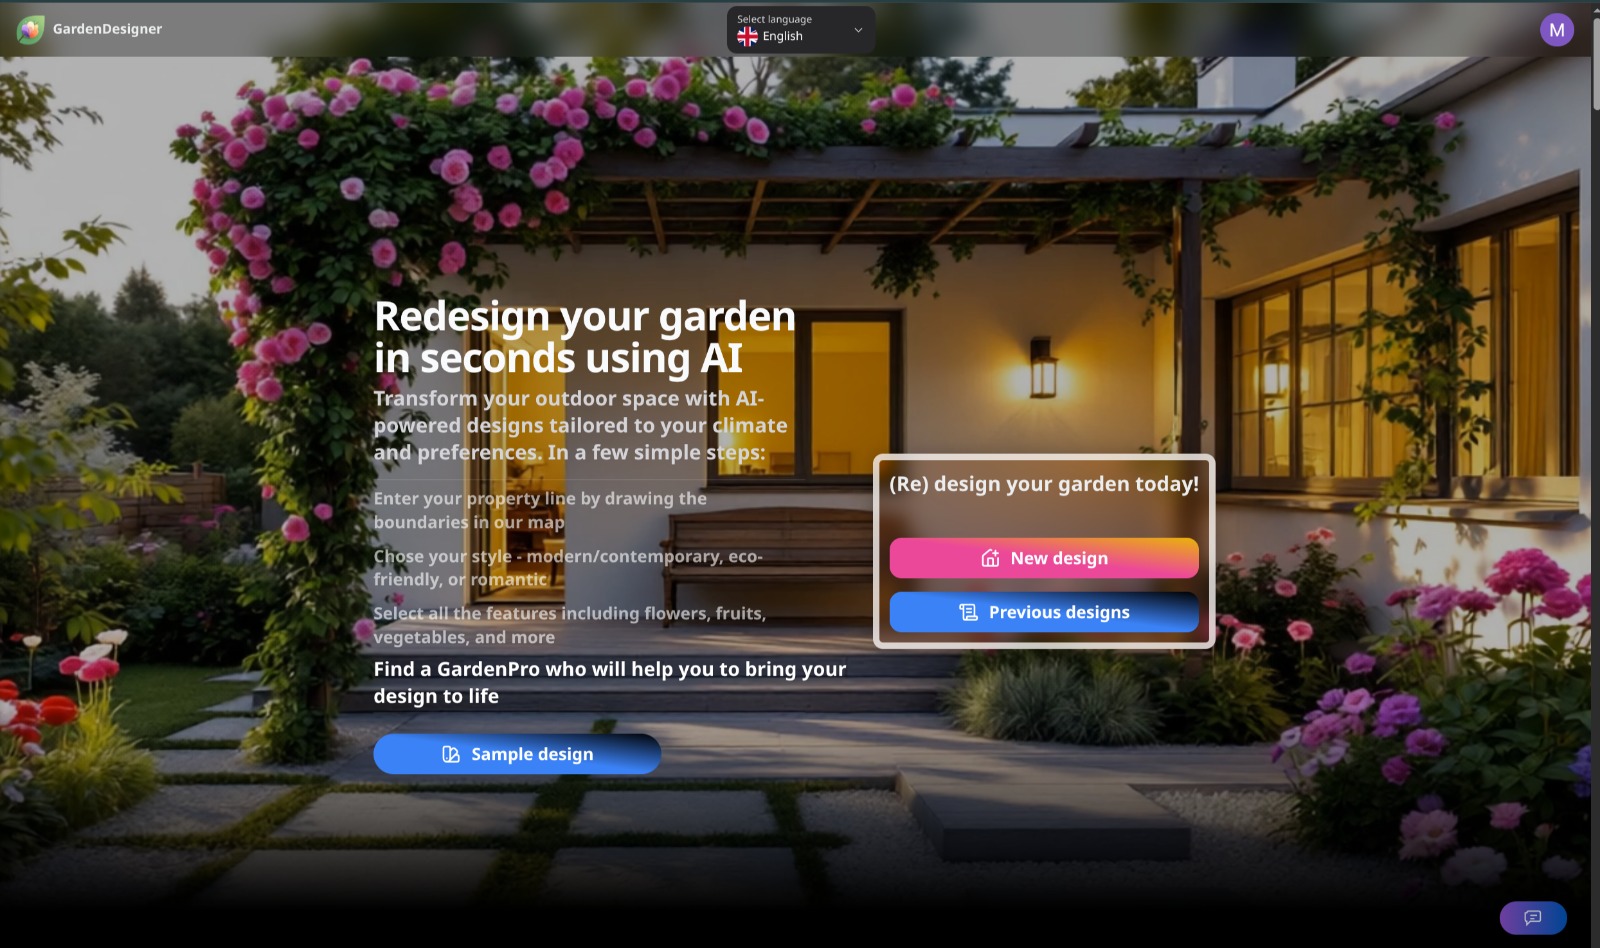 GardenDesigner
Select language
English
M
Redesign your garden
in seconds using AI
Transform your outdoor space with AI-
powered designs tailored to your climate
and preferences. In a few simple steps:
Enter your property line by drawing the
boundaries in our map
Chose your style - modern/contemporary, eco-
friendly, or romantic
Select all the features including flowers, fruits,
vegetables, and more
Find a GardenPro who will help you to bring your
design to life
Sample design
(Re) design your garden today!
New design
Previous designs